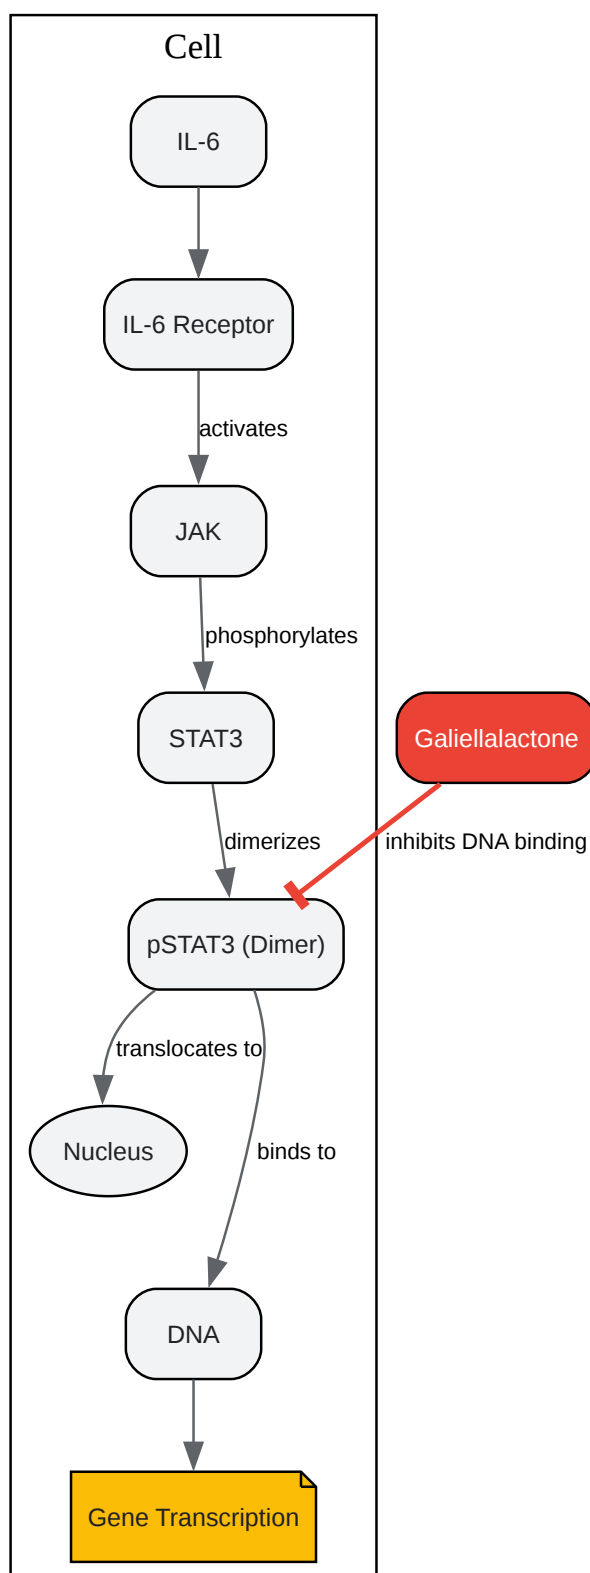 Cell
IL-6
IL-6 Receptor
activates
JAK
phosphorylates
STAT3
Galiellalactone
dimerizes
inhibits DNA binding
pSTAT3 (Dimer)
translocates to
Nucleus
binds to
DNA
Gene Transcription